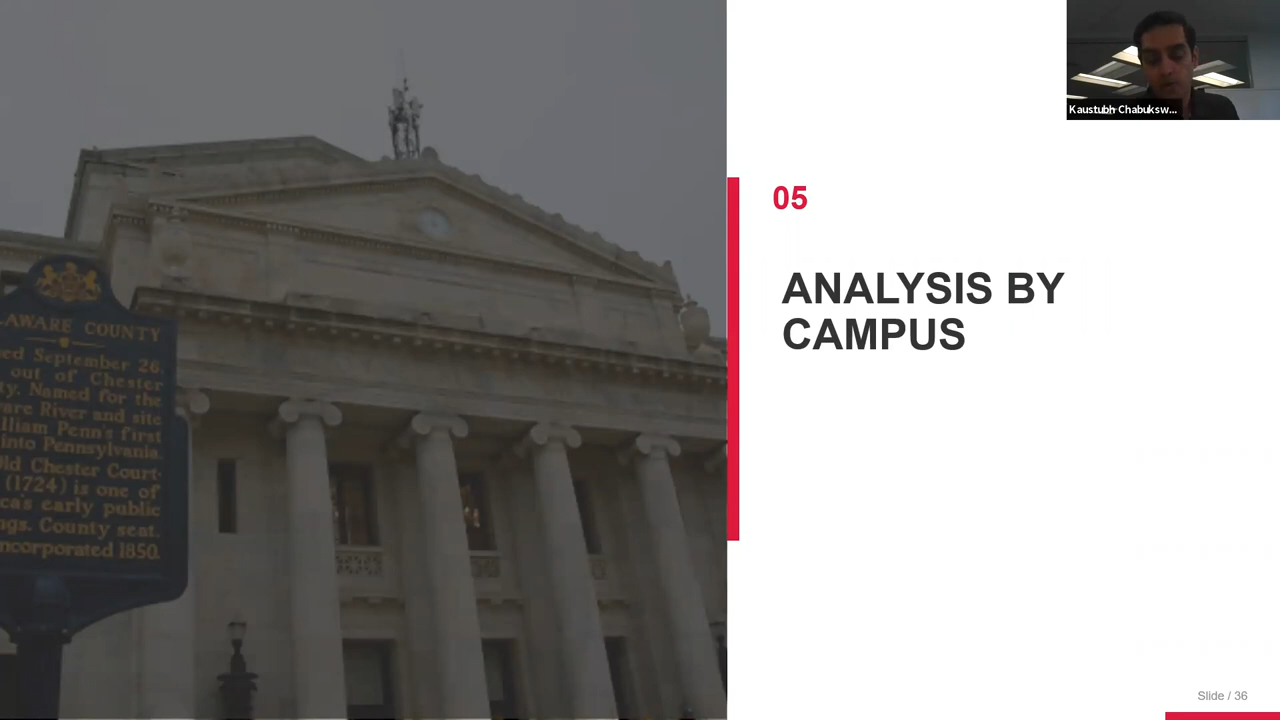 LAWARE COUNTY
ed September 26
out of Chester
ty. Named for the
are River and site
lliam Penn's first
into Pennsylvania.
ld Chester Court-
(1724) is one of
ca's early public
ngs. County seat.
ncorporated 1850.
Kaustubh Chabuksw...
05
ANALYSIS BY
CAMPUS
Slide / 36